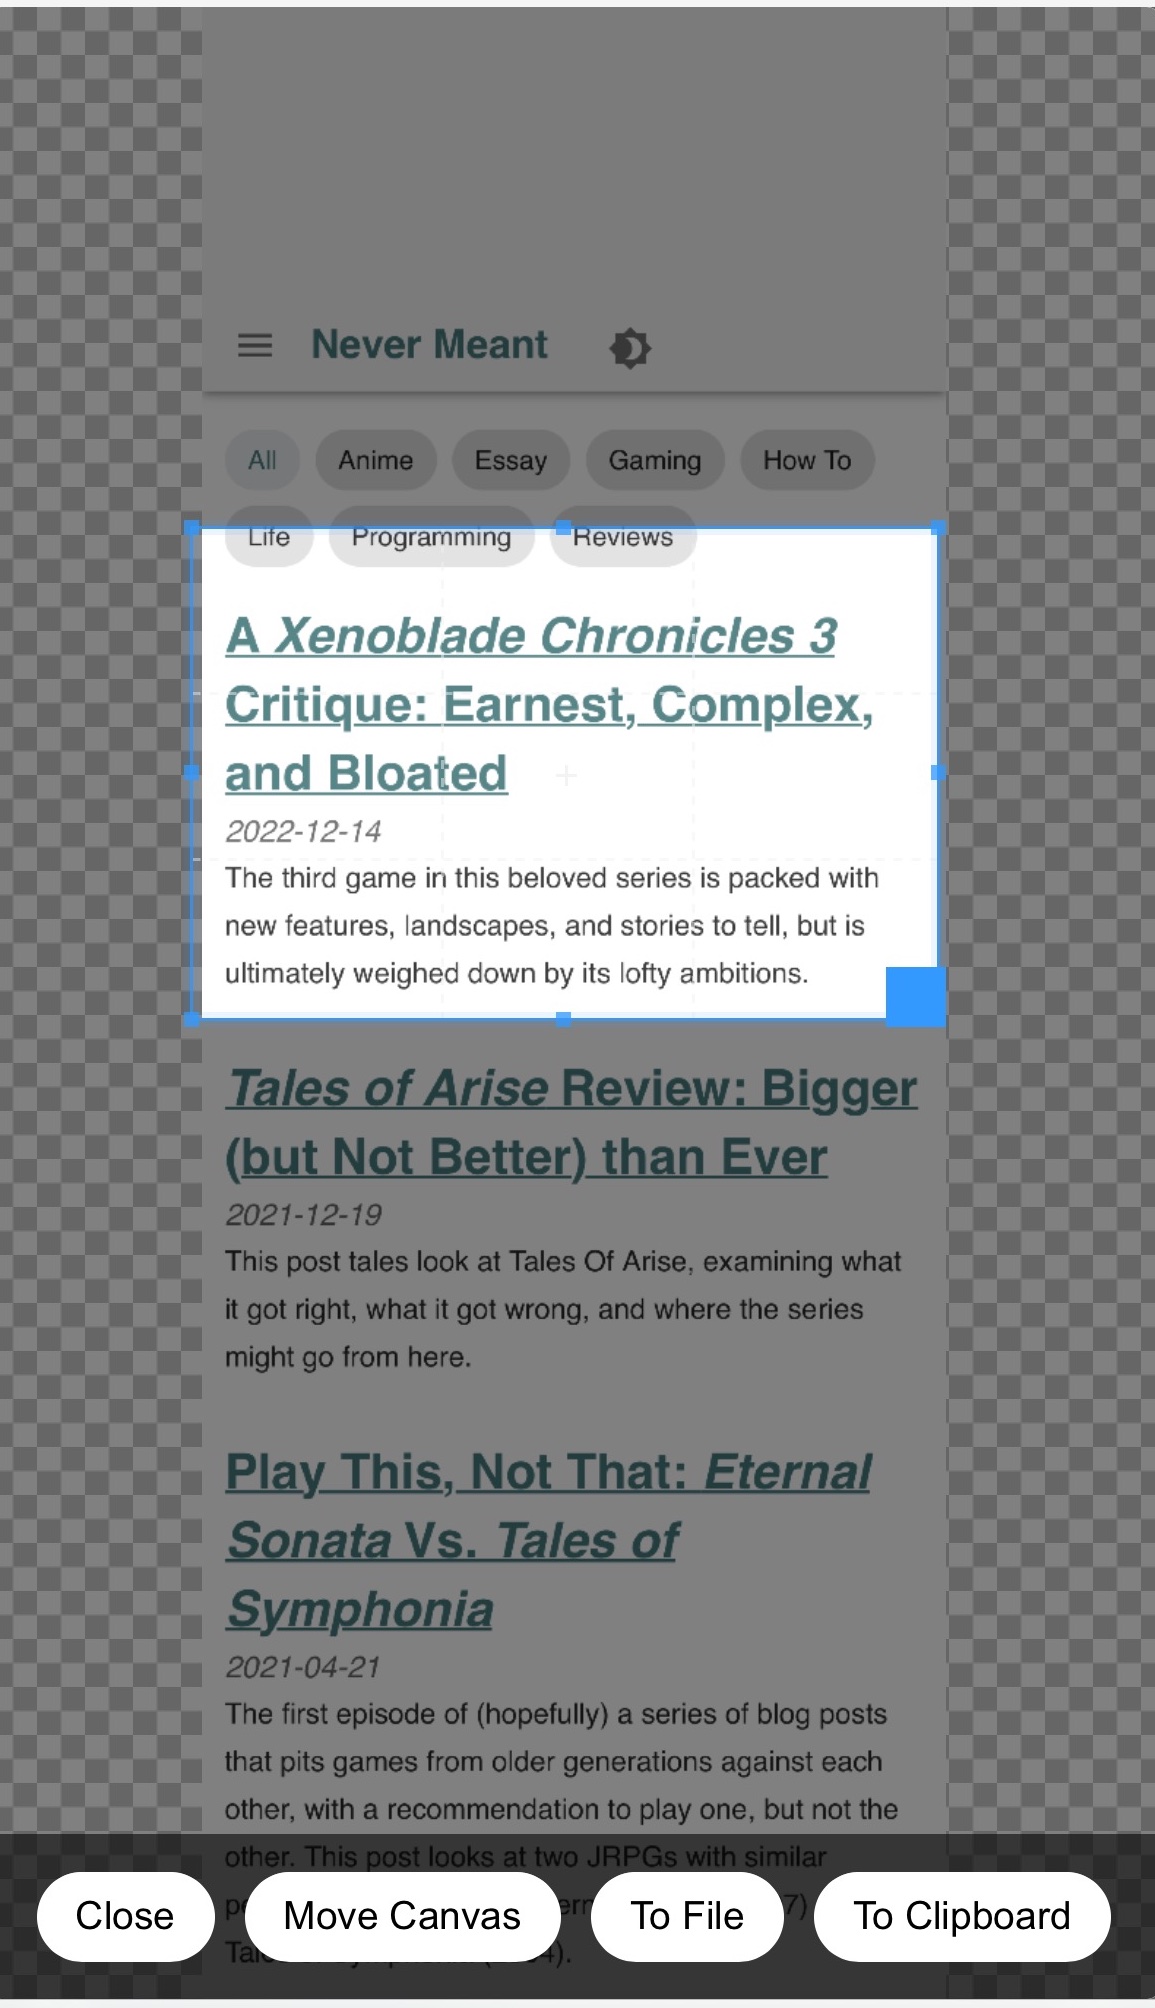 Never Meant
All Anime Essay Gaming How To
Life Programming Reviews
A Xenoblade Chronicles 3
Critique: Earnest, Complex,
and Bloated
2022-12-14
The third game in this beloved series is packed with
new features, landscapes, and stories to tell, but is
ultimately weighed down by its lofty ambitions.
Tales of Arise Review: Bigger
(but Not Better) than Ever
2021-12-19
This post tales look at Tales Of Arise, examining what
it got right, what it got wrong, and where the series
might go from here.
Play This, Not That: Eternal
Sonata Vs. Tales of
Symphonia
2021-04-21
The first episode of (hopefully) a series of blog posts
that pits games from older generations against each
other, with a recommendation to play one, but not the
other. This post looks at two JRPGs with similar
Close Move Canvas To File To Clipboard